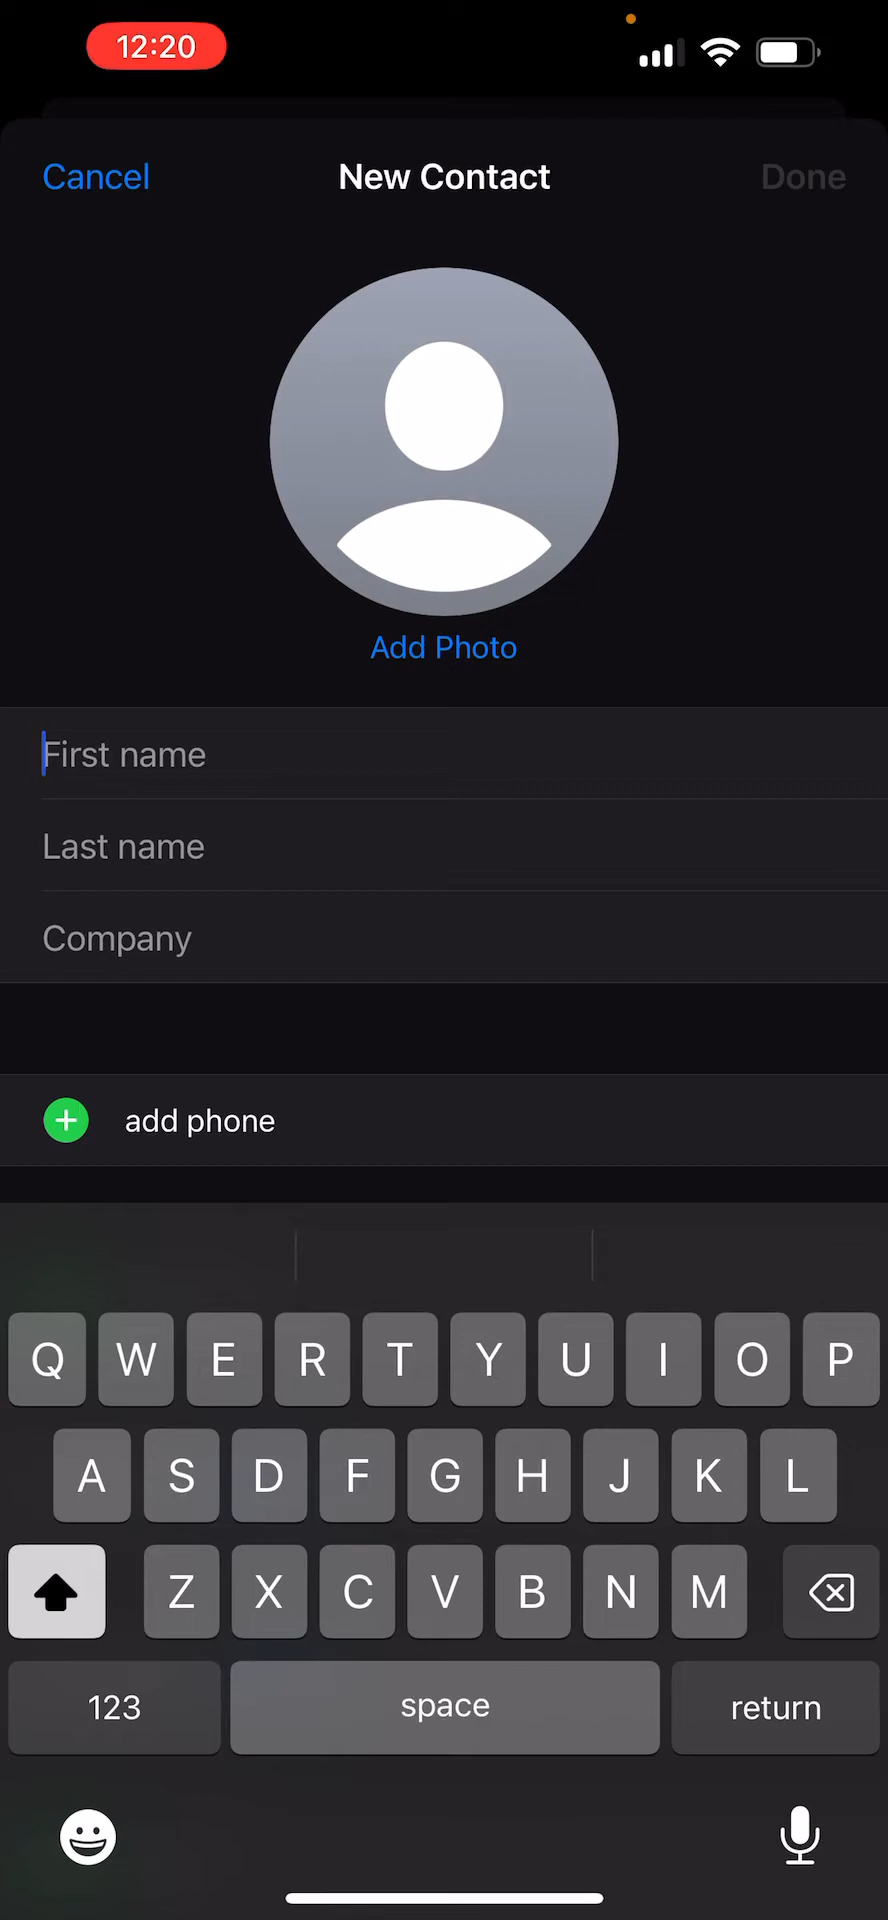 12:20
Cancel New Contact Done
Add Photo
First name
Last name
Company
add phone
Q W E R T Y U I O P
A S D F G H J K L
Z X C V B N M
123 space return